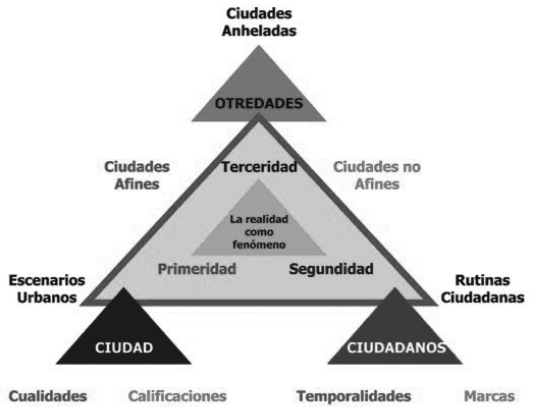 Ciudades
Anheladas
OTREDADES
Ciudades
Afines
Terceridad
Ciudades no
Afines
La realidad
como
fenómeno
Primeridad
Segundidad
Escenarios
Urbanos
Rutinas
Ciudadanas
CIUDAD
CIUDADANOS
Cualidades
Calificaciones
Temporalidades
Marcas